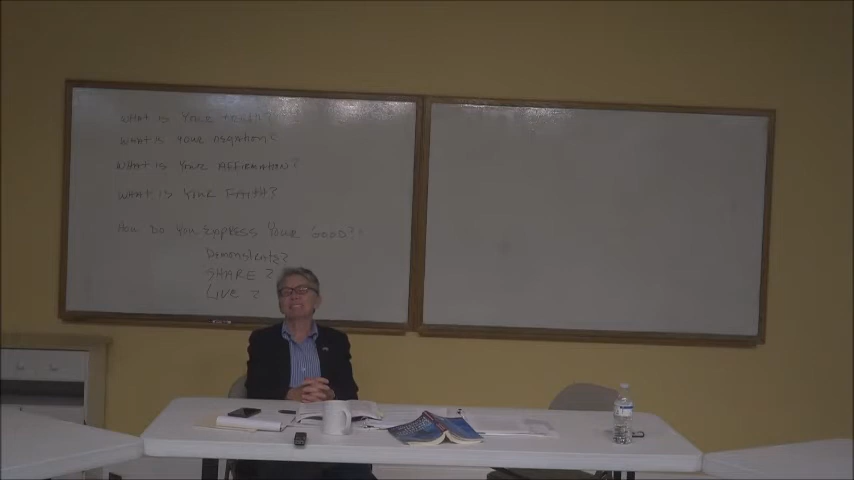 WHAT IS YOUR TRUTH?
WHAT IS YOUR
WHAT IS YOUR AFFIRMATION?
WHAT IS YOUR FAITH?
HOW DO YOU EXPRESS YOUR GOOD?
Demonstrate?
SHARE?
LIVE?